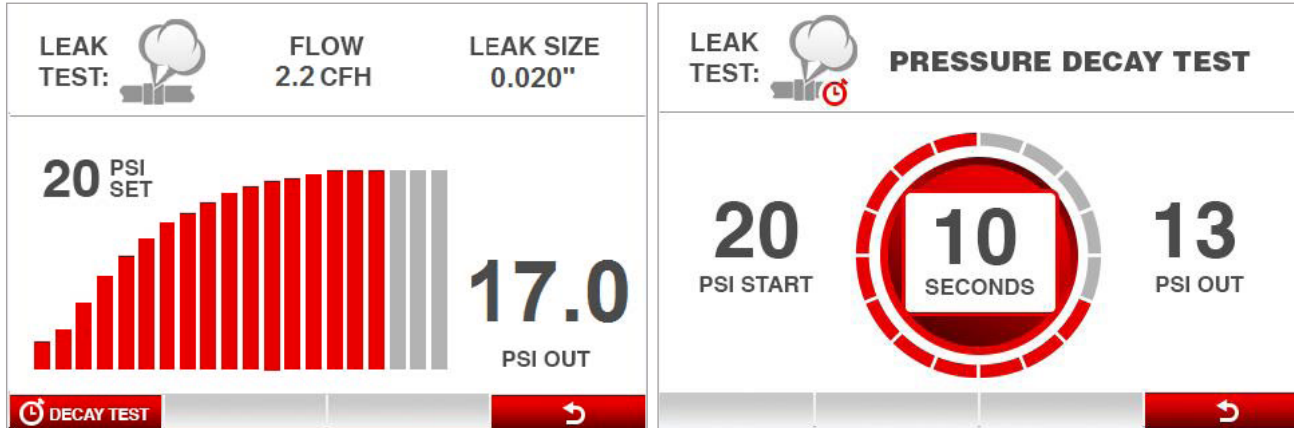 LEAK
TEST:
FLOW
2.2 CFH
LEAK SIZE
0.020"
20 PSI
SET
17.0
PSI OUT
DECAY TEST
LEAK
TEST:
PRESSURE DECAY TEST
20
PSI START
10
SECONDS
13
PSI OUT